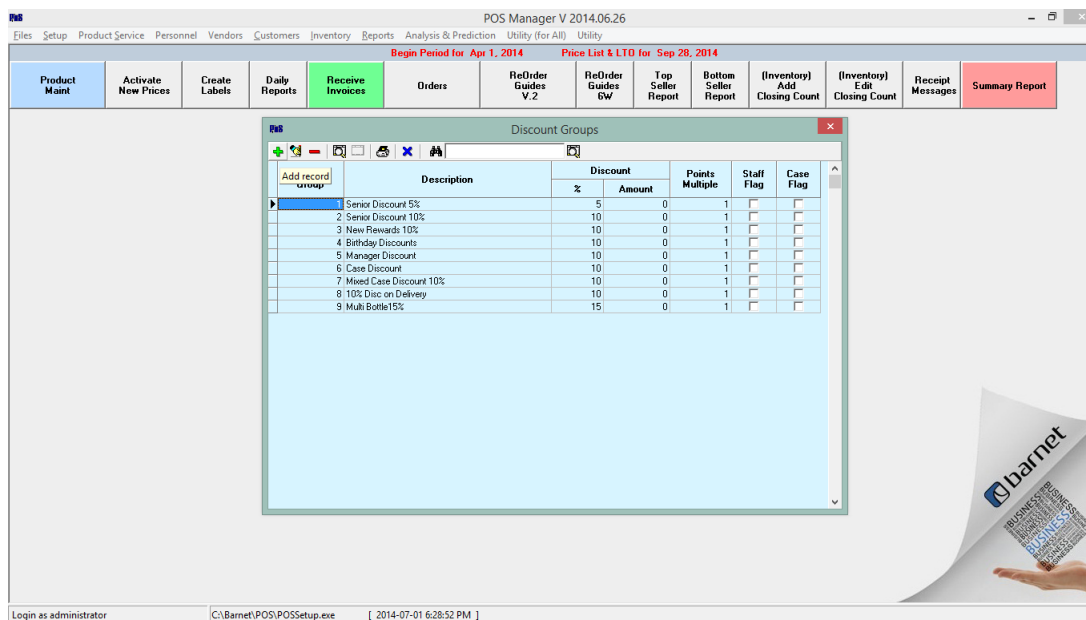 PoS
POS Manager V 2014.06.26
Files Setup Product Service Personnel Vendors Customers Inventory Reports Analysis & Prediction Utility (for All) Utility
Begin Period for Apr 1, 2014 Price List & LTO for Sep 28, 2014
Product Maint
Activate New Prices
Create Labels
Daily Reports
Receive Invoices
Orders
ReOrder Guides V.2
ReOrder Guides 6W
Top Seller Report
Bottom Seller Report
(Inventory) Add Closing Count
(Inventory) Edit Closing Count
Receipt Messages
Summary Report
PoS
Discount Groups
Add record
Group Description Discount % Amount Points Multiple Staff Flag Case Flag
1 Senior Discount 5% 5 0 1
2 Senior Discount 10% 10 0 1
3 New Rewards 10% 10 0 1
4 Birthday Discounts 10 0 1
5 Manager Discount 10 0 1
6 Case Discount 10 0 1
7 Mixed Case Discount 10% 10 0 1
8 10% Disc on Delivery 10 0 1
9 Multi Bottle15% 15 0 1
barnet
BUSINESS
Login as administrator C:\Barnet\POS\POSSetup.exe [ 2014-07-01 6:28:52 PM ]